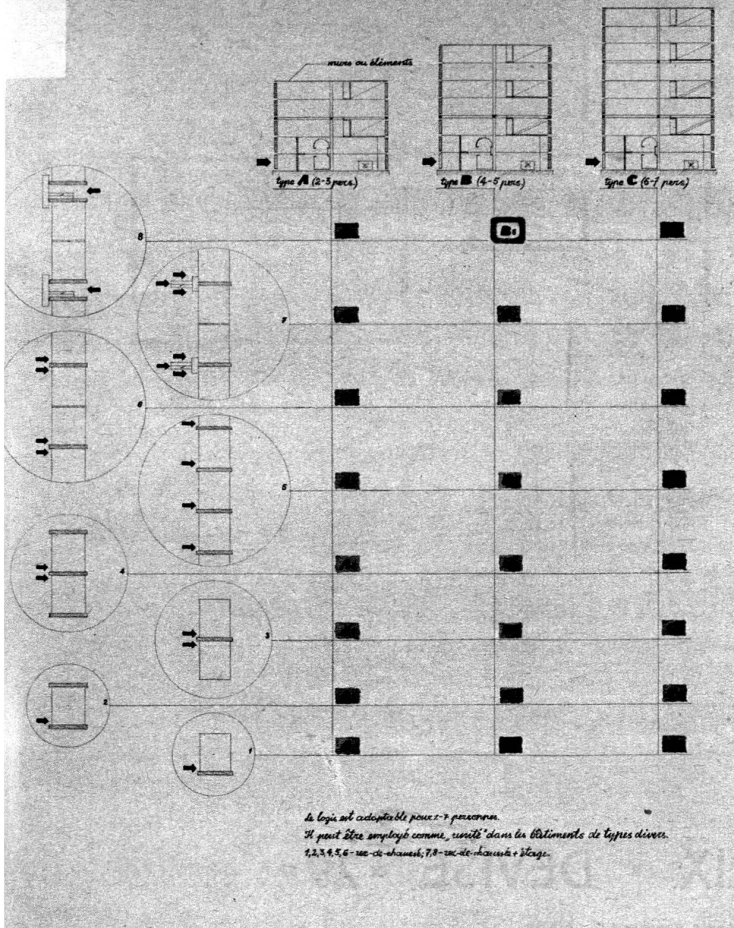 murs ou éléments
type A (2-3 pers.)
type B (4-5 pers.)
type C (6-7 pers.)
8
7
6
5
4
3
2
1
Le logis est adaptable pour 2-7 personnes.
Il peut être employé comme „unité" dans les bâtiments de types divers.
1,2,3,4,5,6 - rez-de-chaussée; 7,8 - rez-de-chaussée + étage.
DEVISE